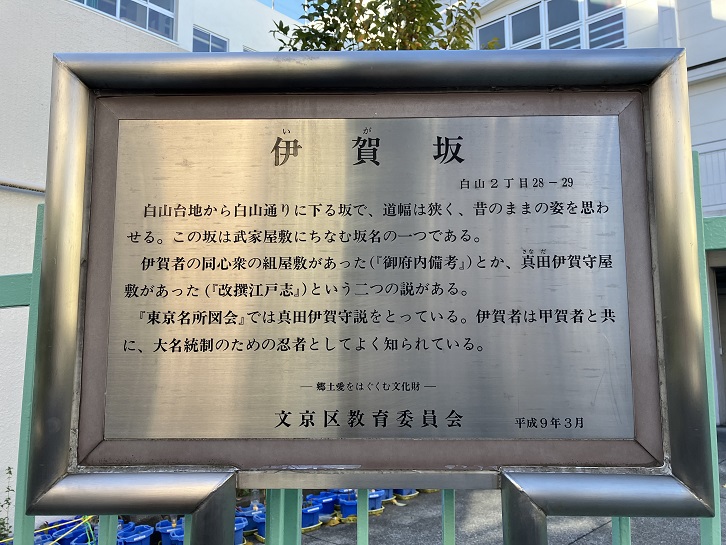 いが
伊賀坂
白山2丁目28－29
白山台地から白山通りに下る坂で、道幅は狭く、昔のままの姿を思わ
せる。この坂は武家屋敷にちなむ坂名の一つである。
さなだ
伊賀者の同心衆の組屋敷があった(『御府内備考』)とか、真田伊賀守屋
敷があった(『改撰江戸志』)という二つの説がある。
『東京名所図会』では真田伊賀守説をとっている。伊賀者は甲賀者と共
に、大名統制のための忍者としてよく知られている。
―郷土愛をはぐくむ文化財―
文京区教育委員会 平成9年3月